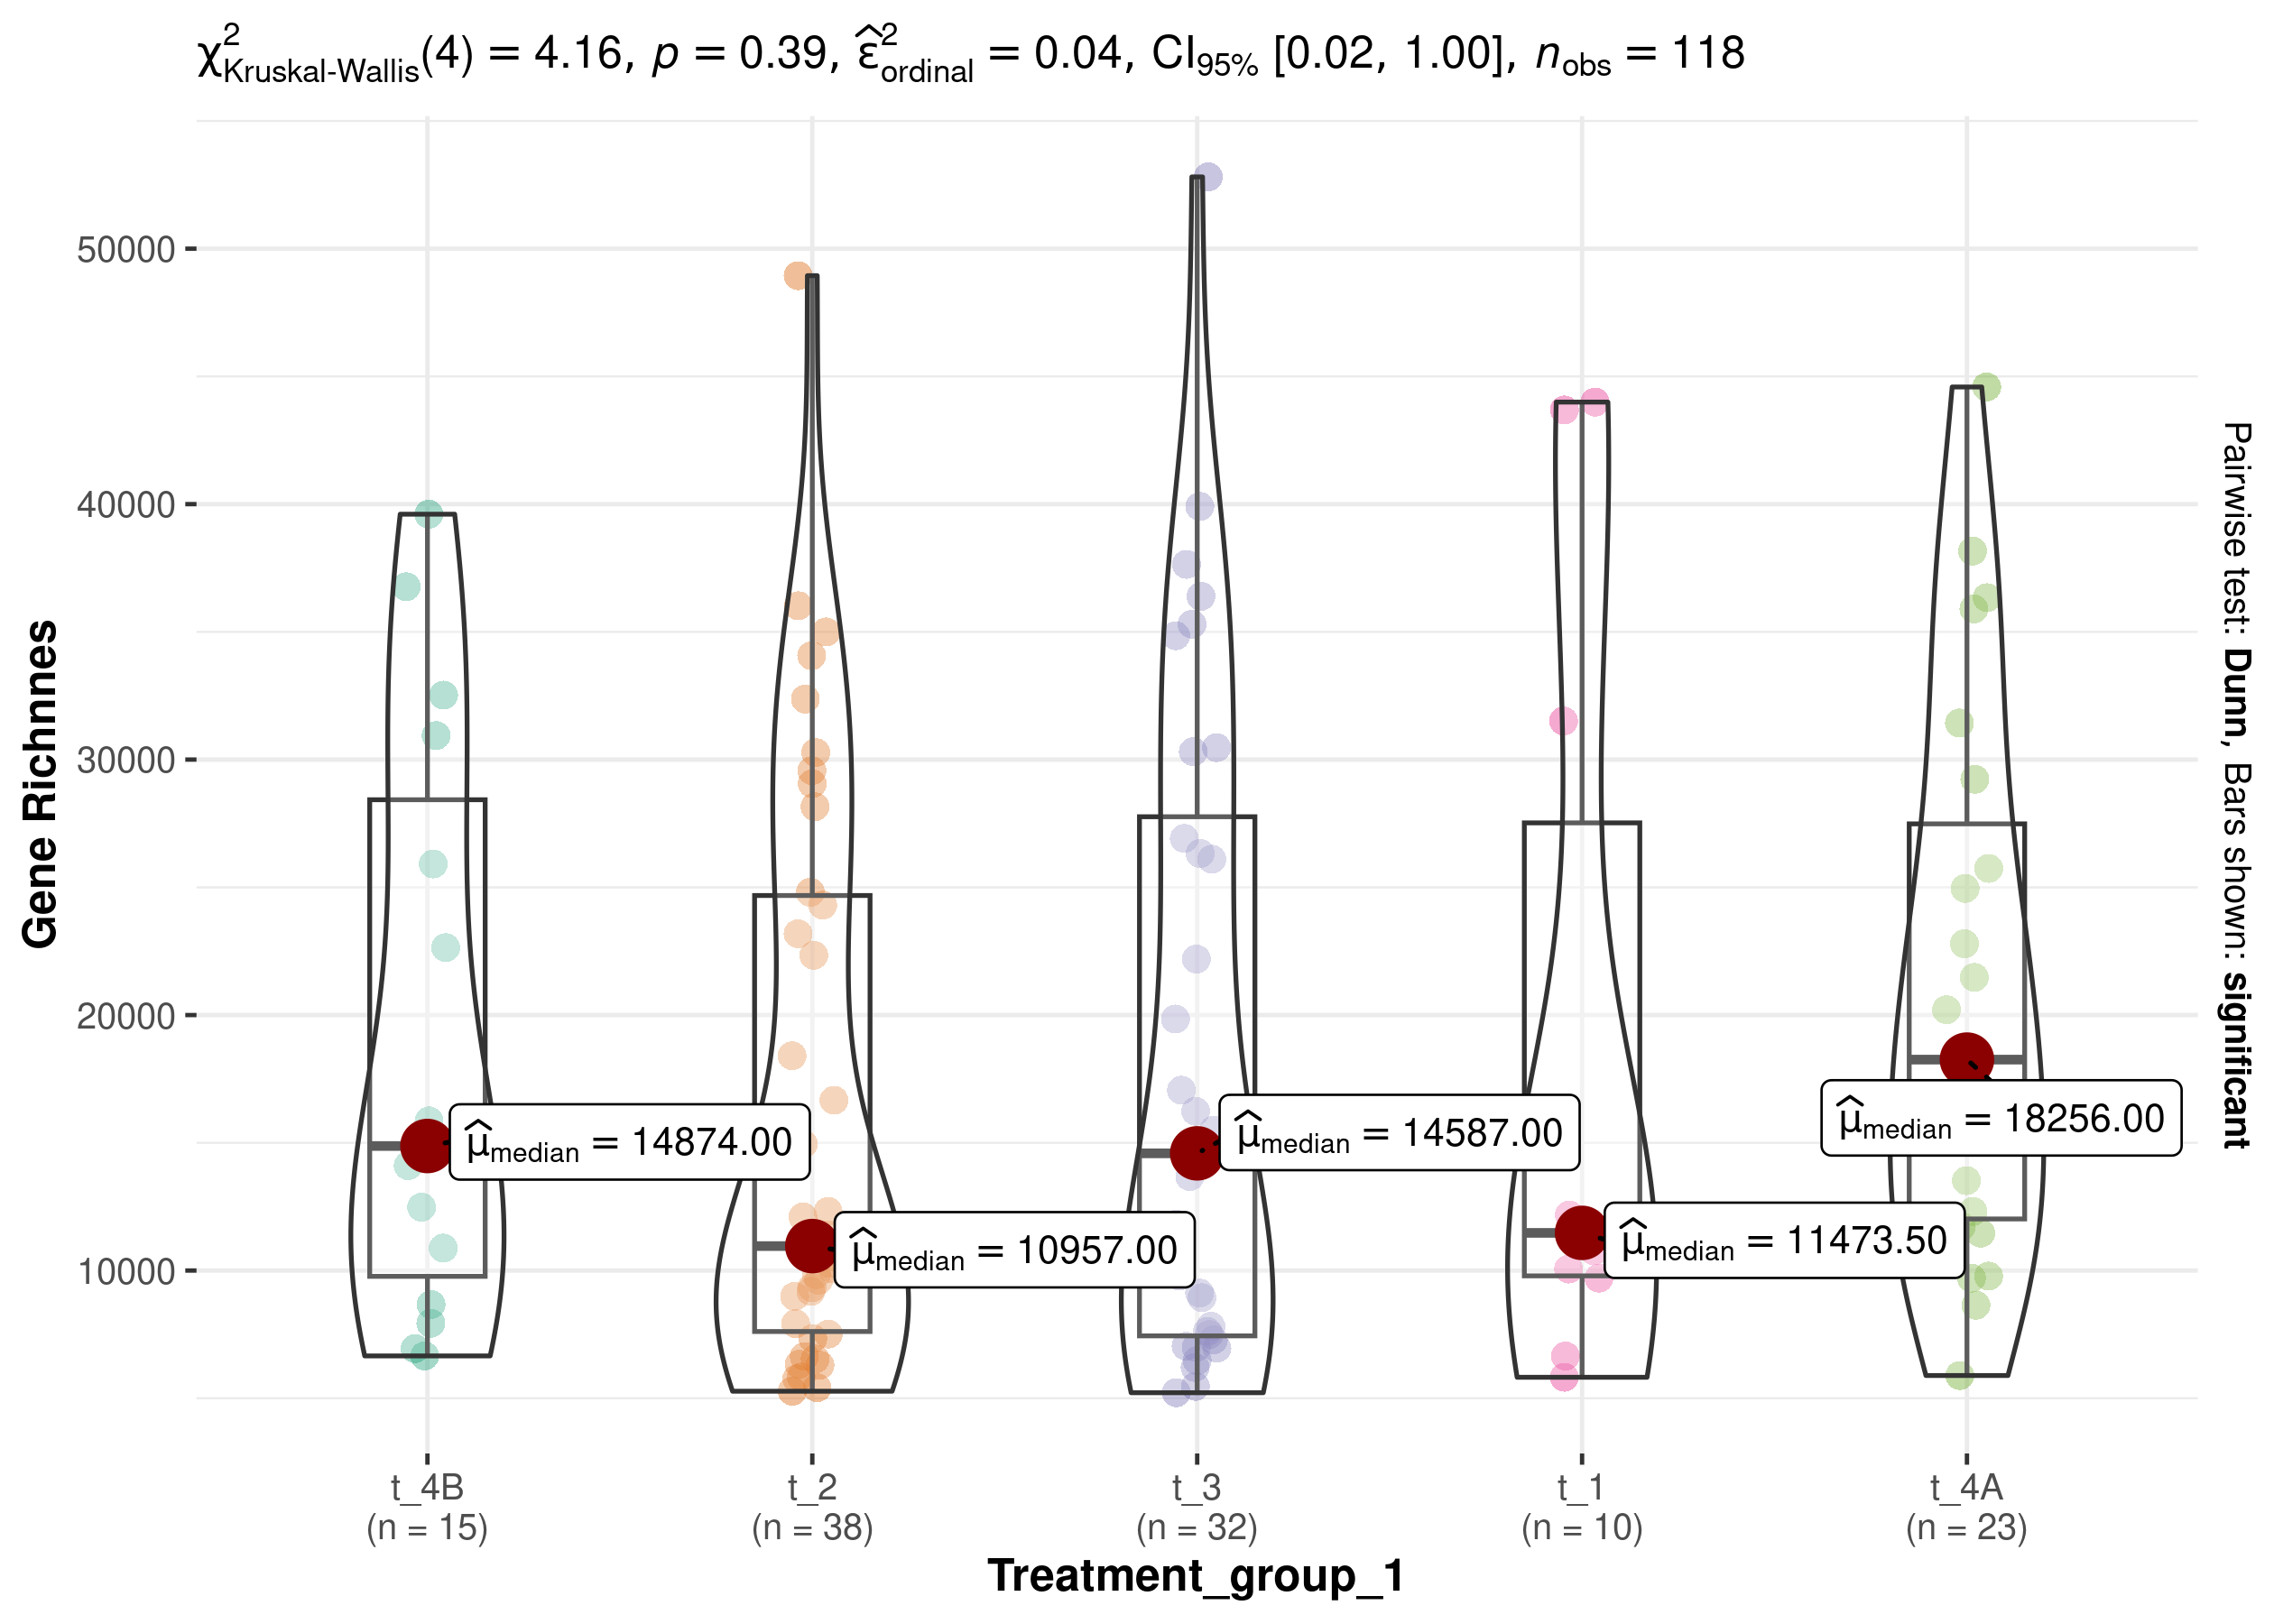 χ²Kruskal-Wallis(4) = 4.16, p = 0.39, ε̂²ordinal = 0.04, CI95% [0.02, 1.00], nobs = 118
Gene Richnnes
50000
40000
30000
20000
10000
μ̂median = 14874.00
μ̂median = 10957.00
μ̂median = 14587.00
μ̂median = 11473.50
μ̂median = 18256.00
Pairwise test: Dunn, Bars shown: significant
t_4B
(n = 15)
t_2
(n = 38)
t_3
(n = 32)
t_1
(n = 10)
t_4A
(n = 23)
Treatment_group_1